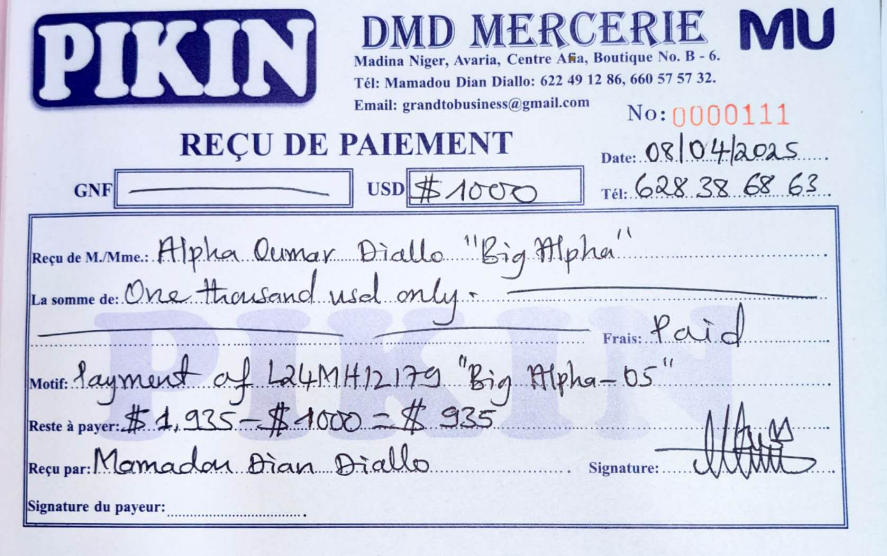 PIKIN
DMD MERCERIE
MU
Madina Niger, Avaria, Centre Afia, Boutique No. B - 6.
Tél: Mamadou Dian Diallo: 622 49 12 86, 660 57 57 32.
Email: grandtobusiness@gmail.com
No: 0000111
REÇU DE PAIEMENT
Date: 08/04/2025
GNF
USD $1000
Tél: 628 38 68 63
Reçu de M./Mme.: Alpha Oumar Diallo "Big Alpha"
La somme de: One thousand usd only.
Frais: Paid
Motif: Payment of L24MH12179 "Big Alpha-05"
Reste à payer: $1,935-$1000=$ 935
Reçu par: Mamadou Dian Diallo
Signature:
Signature du payeur:
PIKIN